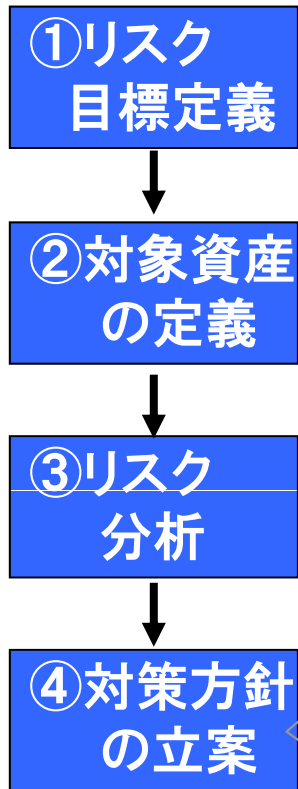 ①リスク
目標定義
②対象資産
の定義
③リスク
分析
④対策方針
の立案